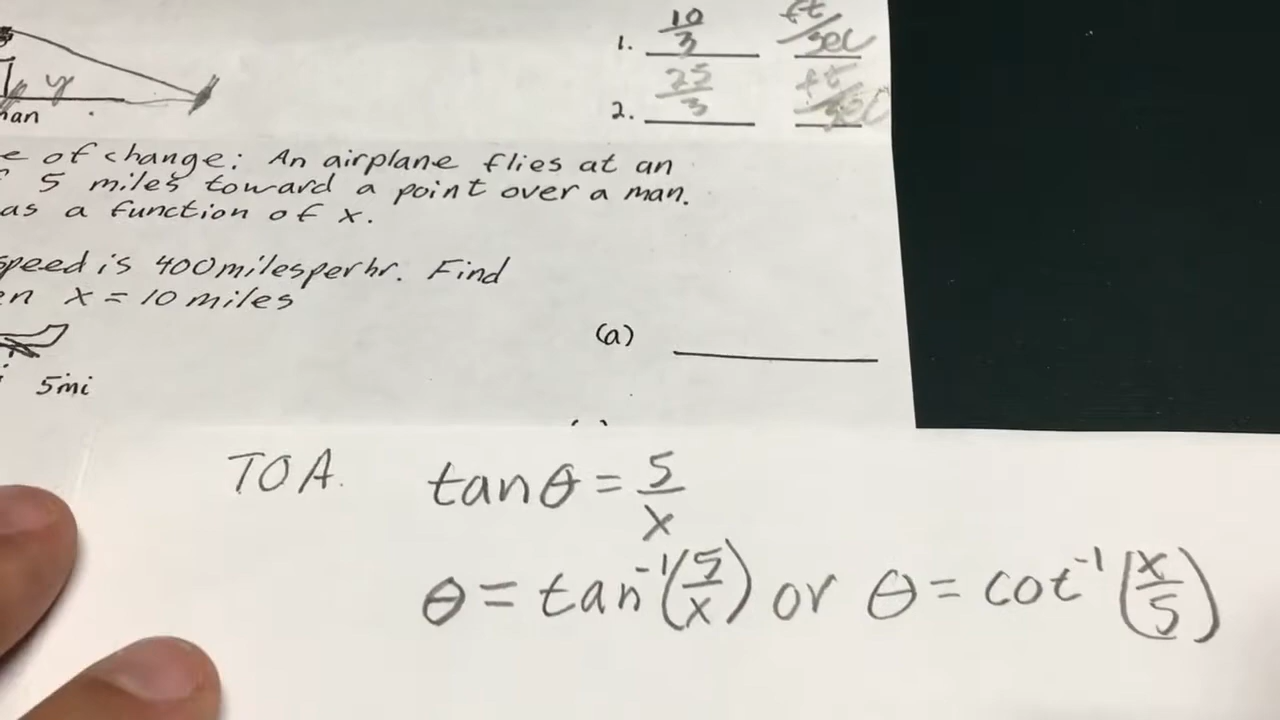 1. 10/3 ft/sec
y
2. 25/3 ft/sec
man
e of change: An airplane flies at an
5 miles toward a point over a man.
as a function of x.
speed is 400 miles per hr. Find
en x = 10 miles
(a)
5mi
TOA. tanθ = 5/x
θ = tan⁻¹(5/x) or θ = cot⁻¹(x/5)